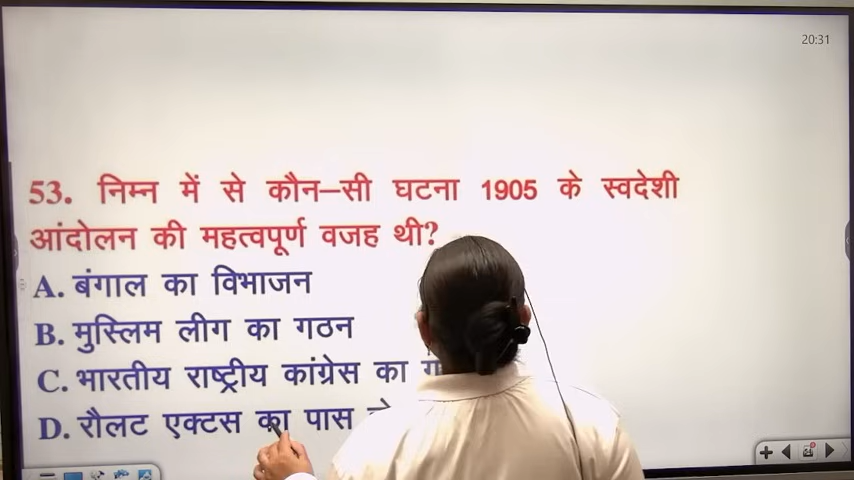 20:31
53. निम्न में से कौन–सी घटना 1905 के स्वदेशी
आंदोलन की महत्वपूर्ण वजह थी?
A. बंगाल का विभाजन
B. मुस्लिम लीग का गठन
C. भारतीय राष्ट्रीय कांग्रेस का
D. रौलट एक्टस का पास